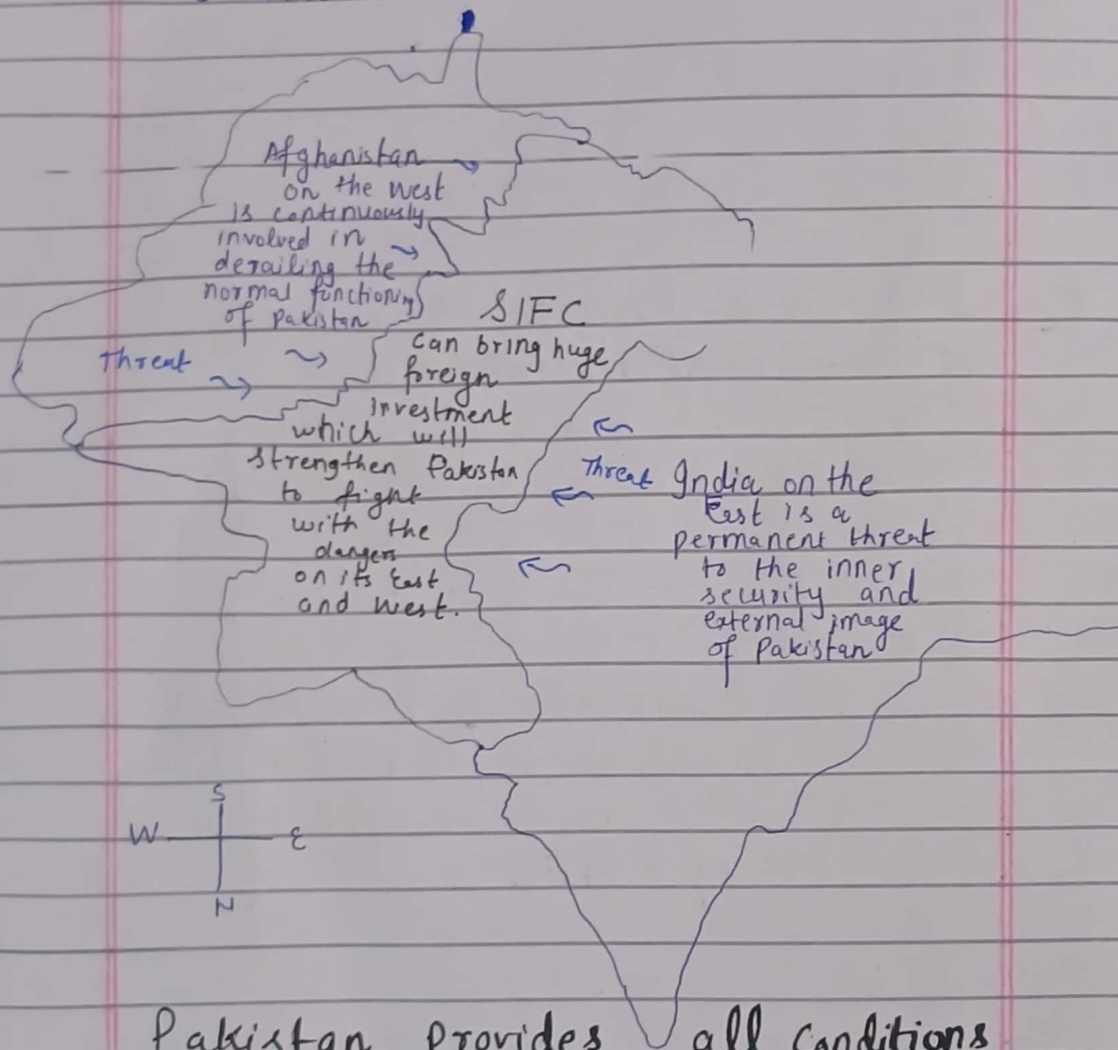 Afghanistan
on the west
is continuously
involved in
derailing the
normal functioning
of Pakistan
Threat
SIFC
can bring huge
foreign
investment
which will
strengthen Pakistan
to fight
with the
dangers
on its East
and West.
Threat
India on the
East is a
permanent threat
to the inner
security and
external image
of Pakistan
S
W E
N
Pakistan provides all conditions